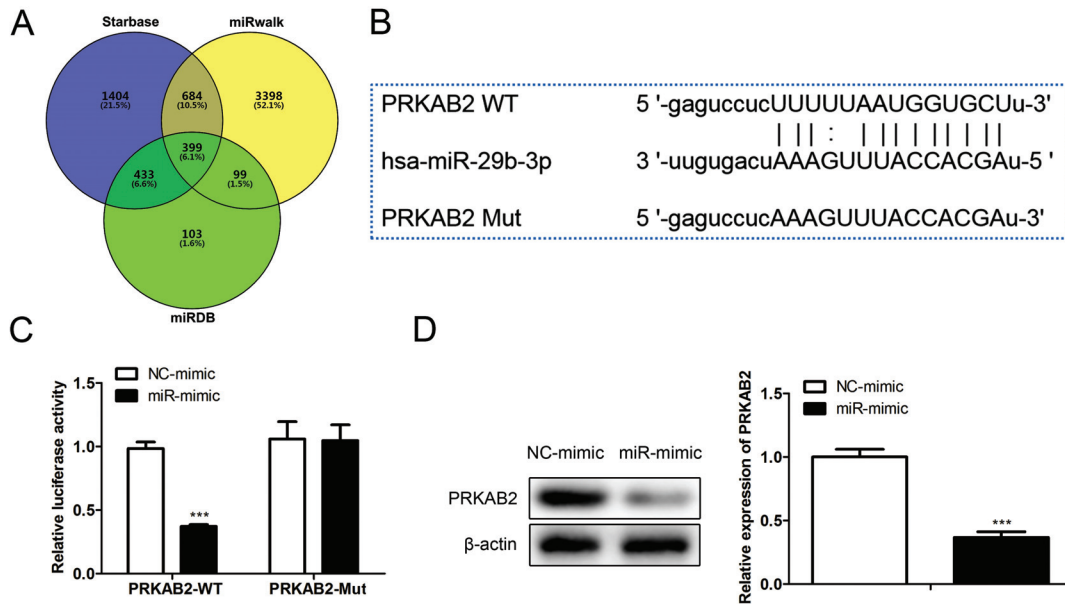 A
Starbase
miRwalk
1404
(21.5%)
684
(10.5%)
3398
(52.1%)
399
(6.1%)
433
(6.6%)
99
(1.5%)
103
(1.6%)
miRDB
B
PRKAB2 WT 5 '-gaguccucUUUUUAAUGGUGCUu-3'
| | | : | | | | | | | |
hsa-miR-29b-3p 3 '-uugugacuAAAGUUUACCACGAu-5 '
PRKAB2 Mut 5 '-gaguccucAAAGUUUACCACGAu-3'
C
NC-mimic
miR-mimic
Relative luciferase activity
1.5
1.0
0.5
0.0
***
PRKAB2-WT PRKAB2-Mut
D
NC-mimic miR-mimic
PRKAB2
β-actin
NC-mimic
miR-mimic
Relative expression of PRKAB2
1.5
1.0
0.5
0.0
***